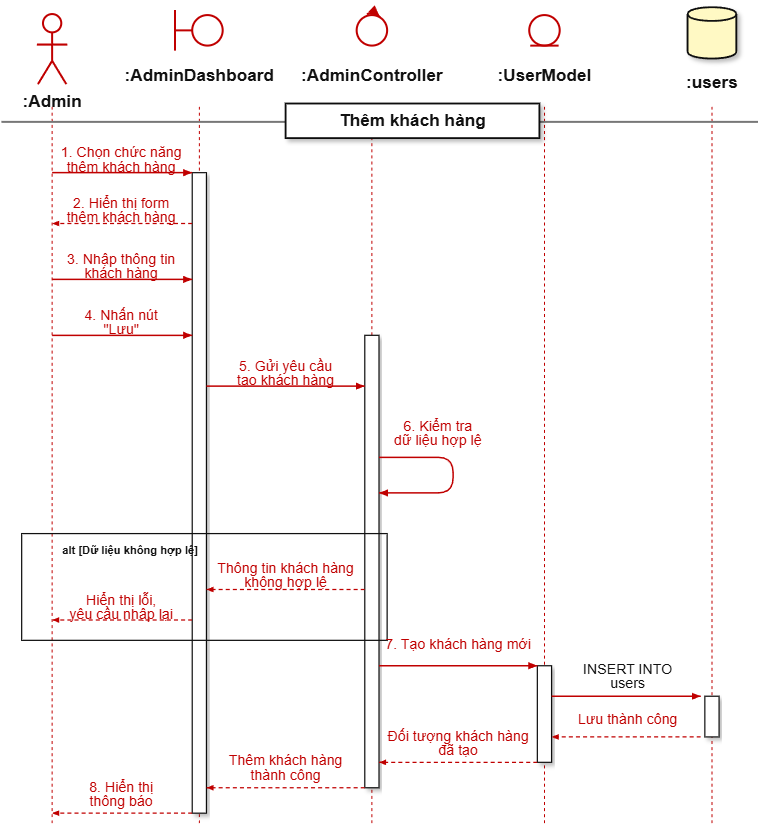 :Admin
:AdminDashboard
:AdminController
:UserModel
:users
Thêm khách hàng
1. Chọn chức năng
thêm khách hàng
2. Hiển thị form
thêm khách hàng
3. Nhập thông tin
khách hàng
4. Nhấn nút
"Lưu"
5. Gửi yêu cầu
tạo khách hàng
6. Kiểm tra
dữ liệu hợp lệ
alt [Dữ liệu không hợp lệ]
Thông tin khách hàng
không hợp lệ
Hiển thị lỗi,
yêu cầu nhập lại
7. Tạo khách hàng mới
INSERT INTO
users
Lưu thành công
Đối tượng khách hàng
đã tạo
Thêm khách hàng
thành công
8. Hiển thị
thông báo